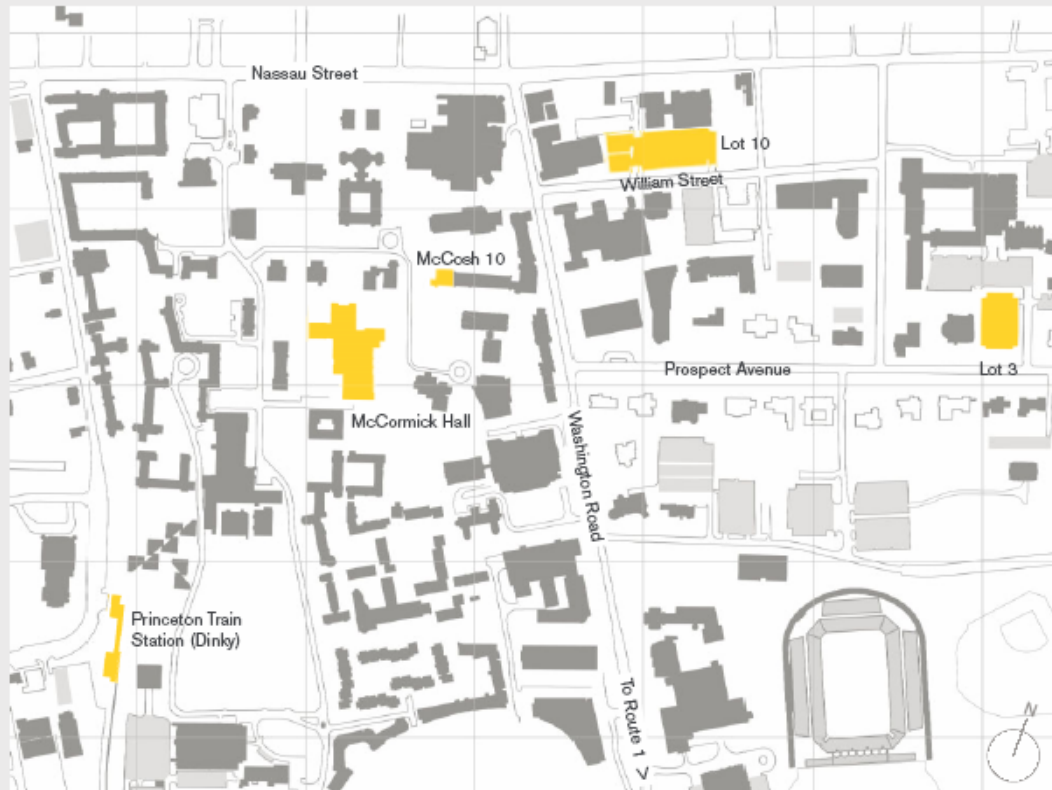 Nassau Street
Lot 10
William Street
McCosh 10
Prospect Avenue
Lot 3
McCormick Hall
Washington Road
Princeton Train
Station (Dinky)
To Route 1 >
N